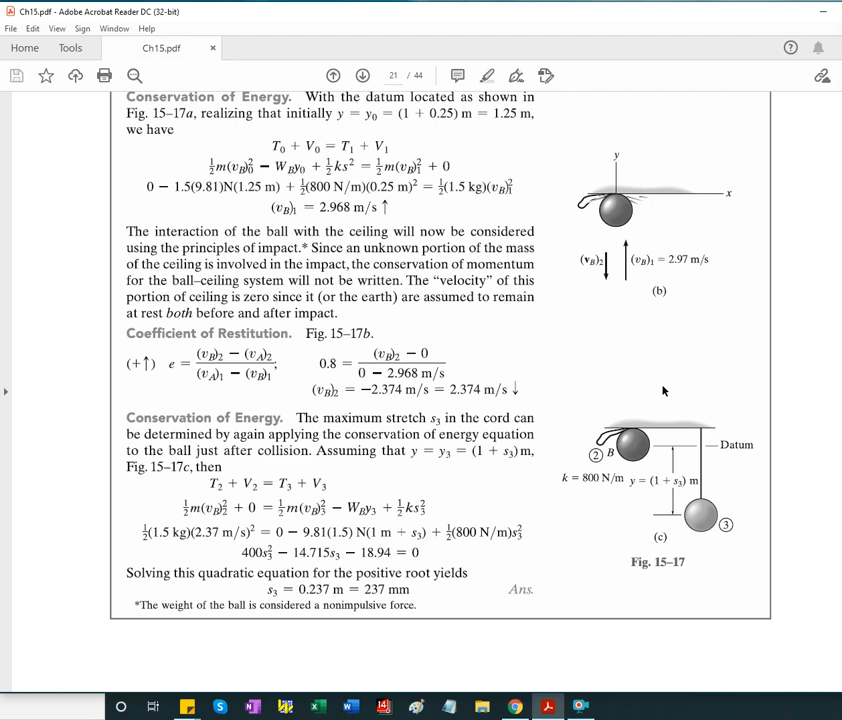 Ch15.pdf - Adobe Acrobat Reader DC (32-bit)
File Edit View Sign Window Help
Home Tools Ch15.pdf ×
21 / 44
Conservation of Energy. With the datum located as shown in
Fig. 15–17a, realizing that initially y = y₀ = (1 + 0.25) m = 1.25 m,
we have
T₀ + V₀ = T₁ + V₁
½m(v_B)₀² − W_By₀ + ½ks² = ½m(v_B)₁² + 0
0 − 1.5(9.81)N(1.25 m) + ½(800 N/m)(0.25 m)² = ½(1.5 kg)(v_B)₁²
(v_B)₁ = 2.968 m/s ↑
The interaction of the ball with the ceiling will now be considered
using the principles of impact.* Since an unknown portion of the mass
of the ceiling is involved in the impact, the conservation of momentum
for the ball–ceiling system will not be written. The “velocity” of this
portion of ceiling is zero since it (or the earth) are assumed to remain
at rest both before and after impact.
Coefficient of Restitution. Fig. 15–17b.
(+↑) e = (v_B)₂ − (v_A)₂ / (v_A)₁ − (v_B)₁; 0.8 = (v_B)₂ − 0 / 0 − 2.968 m/s
(v_B)₂ = −2.374 m/s = 2.374 m/s ↓
Conservation of Energy. The maximum stretch s₃ in the cord can
be determined by again applying the conservation of energy equation
to the ball just after collision. Assuming that y = y₃ = (1 + s₃) m,
Fig. 15–17c, then
T₂ + V₂ = T₃ + V₃
½m(v_B)₂² + 0 = ½m(v_B)₃² − W_By₃ + ½ks₃²
½(1.5 kg)(2.37 m/s)² = 0 − 9.81(1.5) N(1 m + s₃) + ½(800 N/m)s₃²
400s₃² − 14.715s₃ − 18.94 = 0
Solving this quadratic equation for the positive root yields
s₃ = 0.237 m = 237 mm Ans.
*The weight of the ball is considered a nonimpulsive force.
y
x
(v_B)₂ (v_B)₁ = 2.97 m/s
(b)
Datum
2 B
k = 800 N/m y = (1 + s₃) m
3
(c)
Fig. 15–17
14